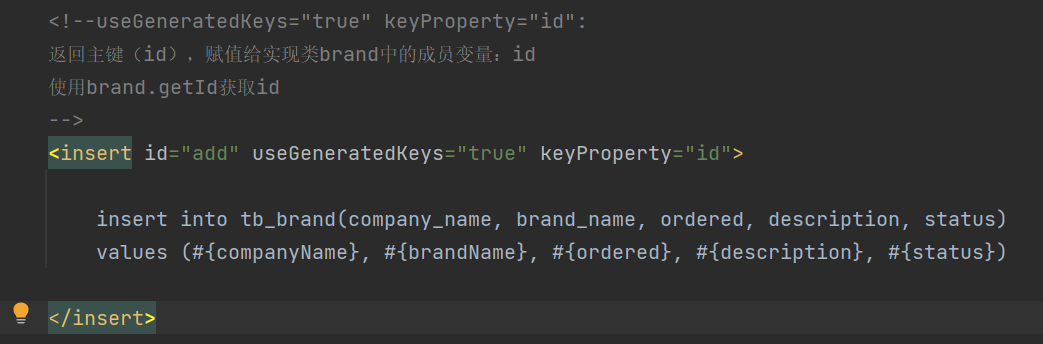 <!--useGeneratedKeys="true" keyProperty="id":
返回主键（id），赋值给实现类brand中的成员变量：id
使用brand.getId获取id
-->
<insert id="add" useGeneratedKeys="true" keyProperty="id">
insert into tb_brand(company_name, brand_name, ordered, description, status)
values (#{companyName}, #{brandName}, #{ordered}, #{description}, #{status})
</insert>